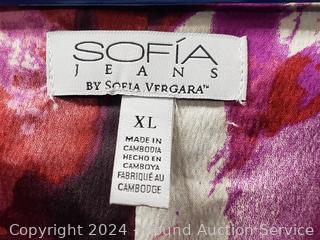 SOFÍA
JEANS
BY SOFIA VERGARA™
XL
MADE IN
CAMBODIA
HECHO EN
CAMBOYA
FABRIQUÉ AU
CAMBODGE
Copyright 2024 - Hound Auction Service